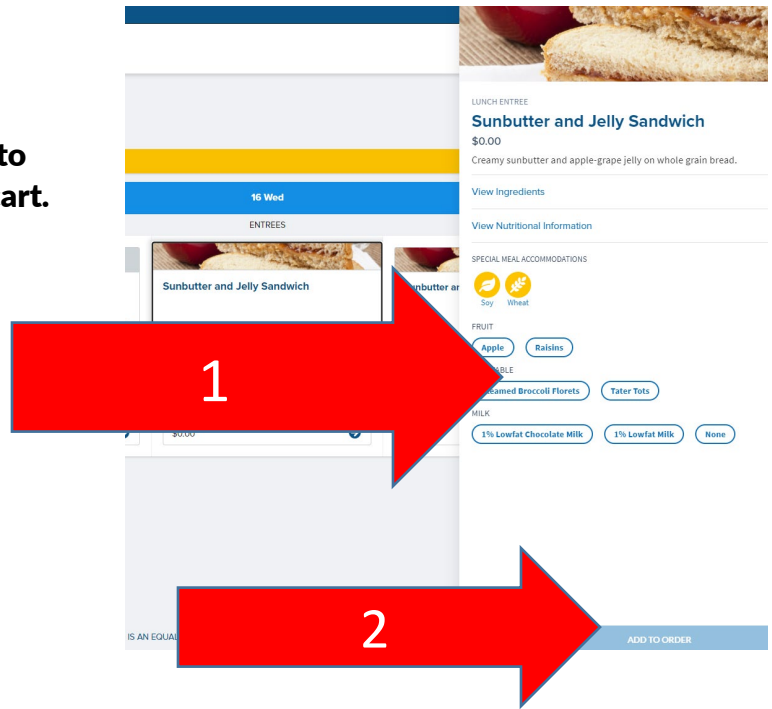 to
art.
16 Wed
ENTREES
Sunbutter and Jelly Sandwich
$0.00
IS AN EQUAL
1
2
LUNCH ENTREE
Sunbutter and Jelly Sandwich
$0.00
Creamy sunbutter and apple-grape jelly on whole grain bread.
View Ingredients
View Nutritional Information
SPECIAL MEAL ACCOMMODATIONS
Soy Wheat
FRUIT
Apple Raisins
ABLE
eamed Broccoli Florets Tater Tots
MILK
1% Lowfat Chocolate Milk 1% Lowfat Milk None
ADD TO ORDER